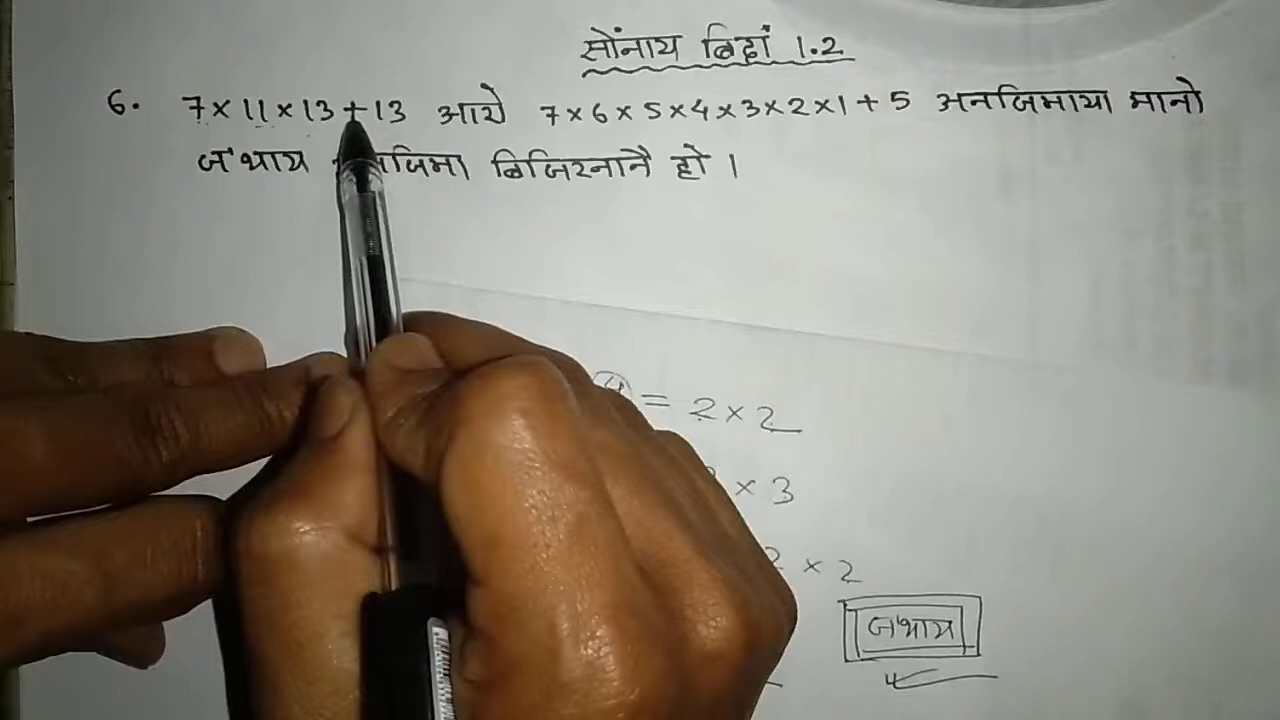 सोंनाय बिदां 1.2
6. 7 × 11 × 13 + 13 आरो 7 × 6 × 5 × 4 × 3 × 2 × 1 + 5 अनजिमाया मानो
ज'थाय बिजिरनानै हो ।
= 2 × 2
× 3
2 × 2
ज'थाय